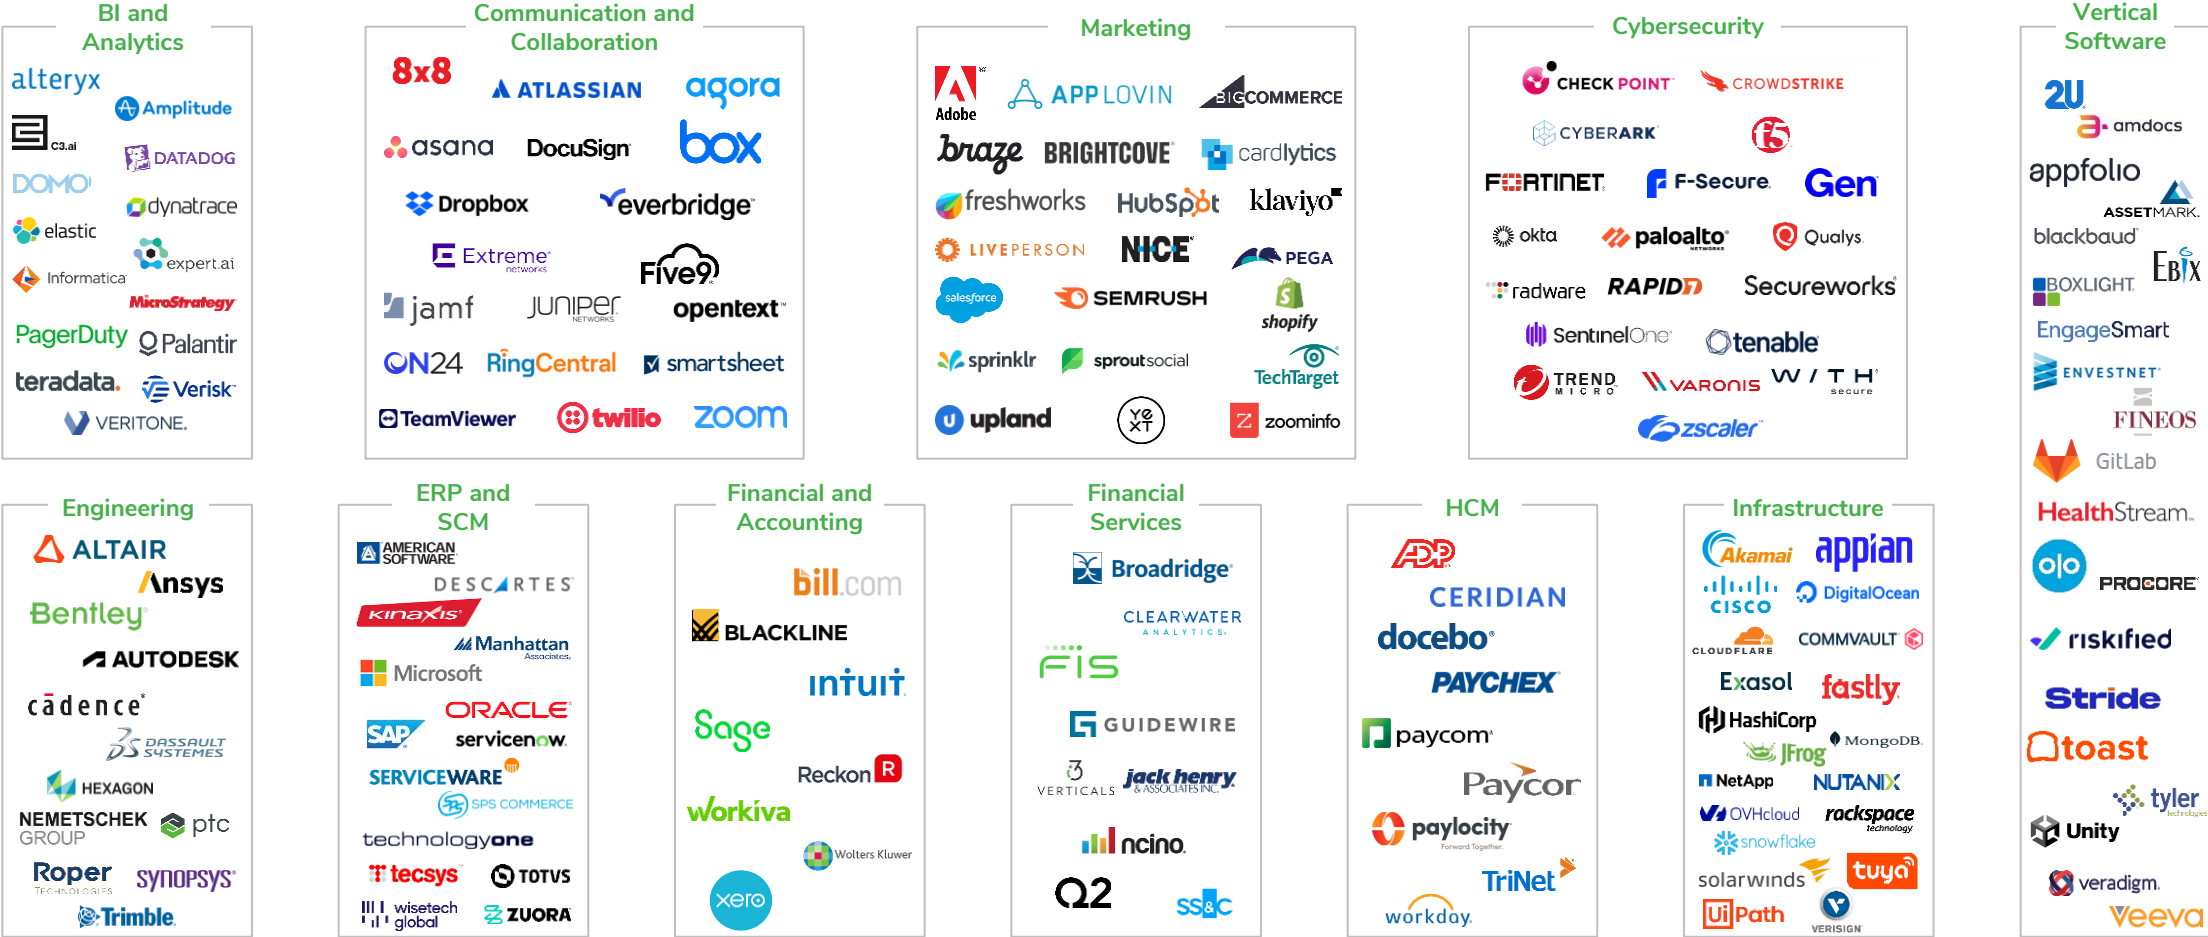 BI and
Analytics
alteryx
Amplitude
C3.ai
DATADOG
DOMO
dynatrace
elastic
expert.ai
Informatica
MicroStrategy
PagerDuty
Palantir
teradata.
Verisk
VERITONE.
Communication and
Collaboration
8x8
ATLASSIAN
agora
asana
DocuSign
box
Dropbox
everbridge
Extreme
networks
Five9
jamf
JUNIPER
NETWORKS
opentext™
ON24
RingCentral
smartsheet
TeamViewer
twilio
zoom
Marketing
Adobe
APPLOVIN
BIGCOMMERCE
braze
BRIGHTCOVE
cardlytics
freshworks
HubSpot
klaviyo
LIVEPERSON
NICE
PEGA
salesforce
SEMRUSH
shopify
sprinklr
sproutsocial
TechTarget
upland
yext
zoominfo
Cybersecurity
CHECK POINT
CROWDSTRIKE
CYBERARK
f5
FORTINET
F-Secure.
Gen
okta
paloalto
NETWORKS
Qualys.
radware
RAPID7
Secureworks
SentinelOne
tenable
TREND
MICRO
VARONIS
WITH
secure
zscaler
Vertical
Software
2U
amdocs
appfolio
ASSETMARK.
blackbaud
EBIX
BOXLIGHT
EngageSmart
ENVESTNET
FINEOS
GitLab
HealthStream
olo
PROCORE
riskified
Stride
toast
tyler
technologies
Unity
veradigm.
Veeva
Engineering
ALTAIR
Ansys
Bentley
AUTODESK
cādence
DASSAULT
SYSTEMES
HEXAGON
NEMETSCHEK
GROUP
ptc
Roper
TECHNOLOGIES
SYNOPSYS
Trimble
ERP and
SCM
AMERICAN
SOFTWARE
DESCARTES
KINAXIS
Manhattan
Associates
Microsoft
ORACLE
SAP
servicenow
SERVICEWARE
SPS COMMERCE
technologyone
tecsys
TOTVS
wisetech
global
ZUORA
Financial and
Accounting
bill.com
BLACKLINE
INTUIT
Sage
Reckon R
workiva
Wolters Kluwer
xero
Financial
Services
Broadridge
CLEARWATER
ANALYTICS
FIS
GUIDEWIRE
i3
VERTICALS
jack henry
& ASSOCIATES INC.
ncino.
Q2
SS&C
HCM
ADP
CERIDIAN
docebo
PAYCHEX
paycom
Paycor
paylocity
Forward Together.
TriNet
workday.
Infrastructure
Akamai
appian
CISCO
DigitalOcean
CLOUDFLARE
COMMVAULT
Exasol
fastly
HashiCorp
MongoDB.
JFrog
NetApp
NUTANIX
OVHcloud
rackspace
technology
snowflake
solarwinds
tuya
UiPath
VERISIGN